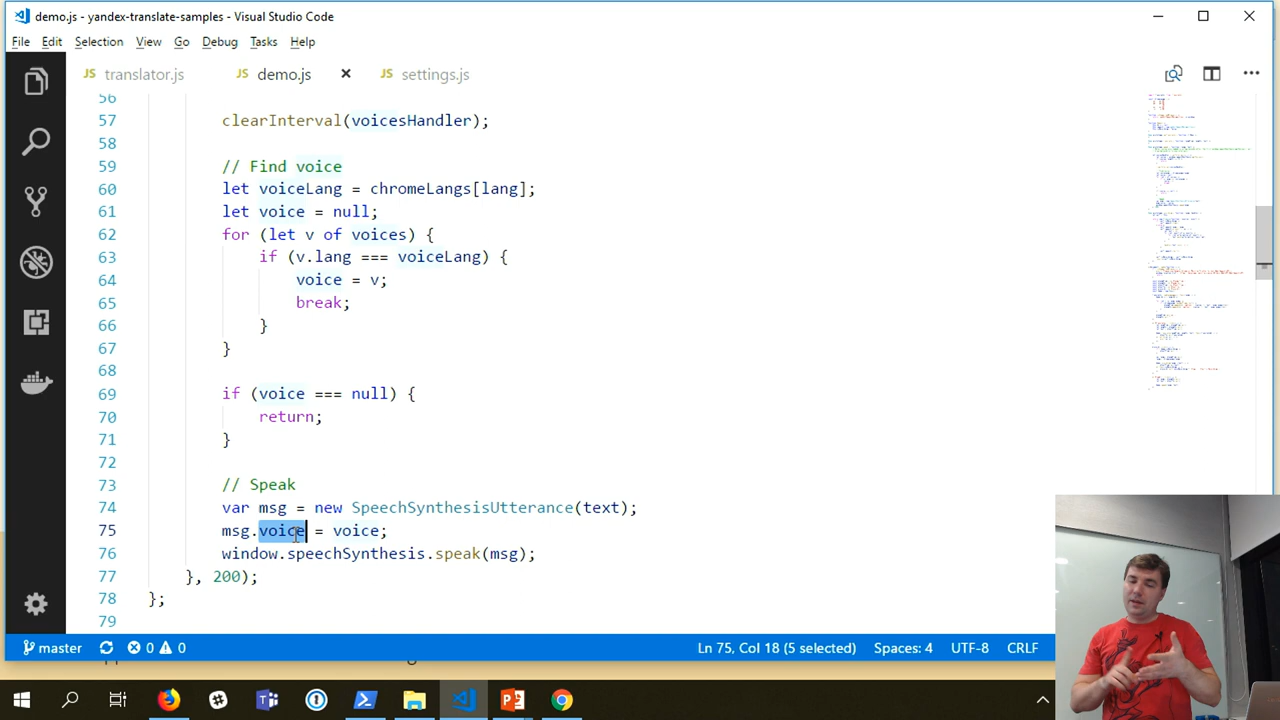 demo.js - yandex-translate-samples - Visual Studio Code
File Edit Selection View Go Debug Tasks Help
JS translator.js JS demo.js JS settings.js
56
57 clearInterval(voicesHandler);
58
59 // Find voice
60 let voiceLang = chromeLangs[lang];
61 let voice = null;
62 for (let v of voices) {
63 if (v.lang === voiceLang) {
64 voice = v;
65 break;
66 }
67 }
68
69 if (voice === null) {
70 return;
71 }
72
73 // Speak
74 var msg = new SpeechSynthesisUtterance(text);
75 msg.voice = voice;
76 window.speechSynthesis.speak(msg);
77 }, 200);
78 };
79
master 0 0 Ln 75, Col 18 (5 selected) Spaces: 4 UTF-8 CRLF